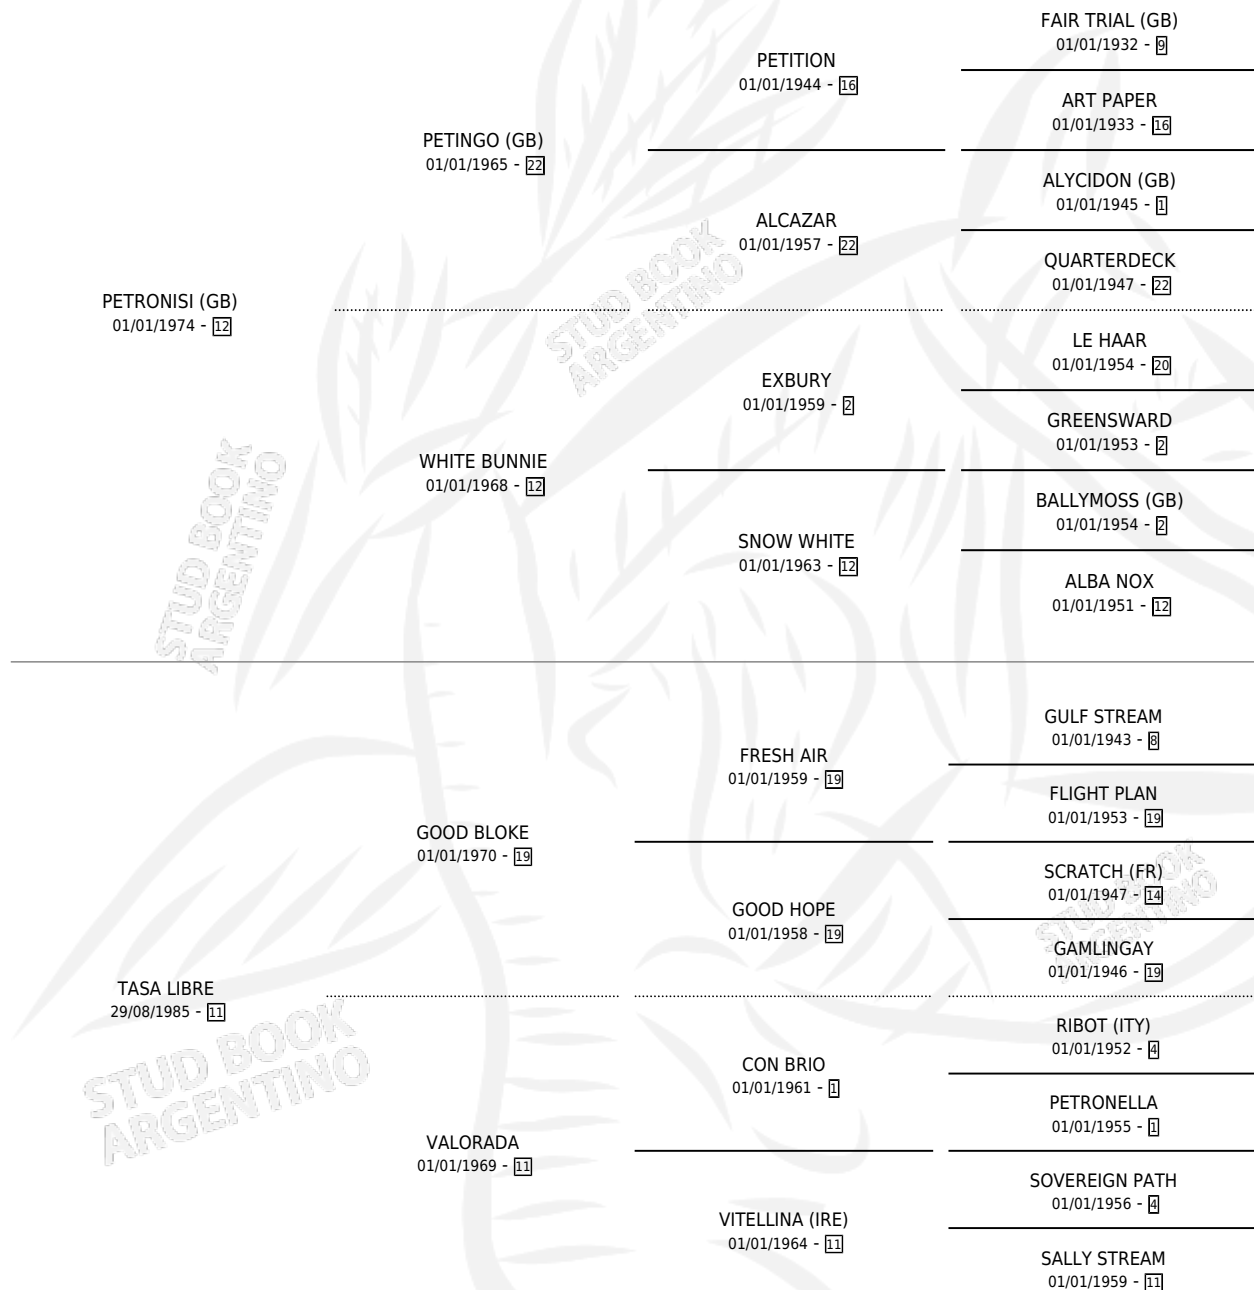 FAIR TRIAL (GB)
01/01/1932 - 9
PETITION
01/01/1944 - 16
ART PAPER
01/01/1933 - 16
PETINGO (GB)
01/01/1965 - 22
ALYCIDON (GB)
01/01/1945 - 1
ALCAZAR
01/01/1957 - 22
QUARTERDECK
01/01/1947 - 22
PETRONISI (GB)
01/01/1974 - 12
LE HAAR
01/01/1954 - 20
EXBURY
01/01/1959 - 2
GREENSWARD
01/01/1953 - 2
WHITE BUNNIE
01/01/1968 - 12
BALLYMOSS (GB)
01/01/1954 - 2
SNOW WHITE
01/01/1963 - 12
ALBA NOX
01/01/1951 - 12
GULF STREAM
01/01/1943 - 8
FRESH AIR
01/01/1959 - 19
FLIGHT PLAN
01/01/1953 - 19
GOOD BLOKE
01/01/1970 - 19
SCRATCH (FR)
01/01/1947 - 14
GOOD HOPE
01/01/1958 - 19
GAMLINGAY
01/01/1946 - 19
TASA LIBRE
29/08/1985 - 11
RIBOT (ITY)
01/01/1952 - 4
CON BRIO
01/01/1961 - 1
PETRONELLA
01/01/1955 - 1
VALORADA
01/01/1969 - 11
SOVEREIGN PATH
01/01/1956 - 4
VITELLINA (IRE)
01/01/1964 - 11
SALLY STREAM
01/01/1959 - 11
STUD BOOK
ARGENTINO
STUD BOOK
ARGENTINO
STUD BOOK
ARGENTINO
STUD BOOK
ARGENTINO